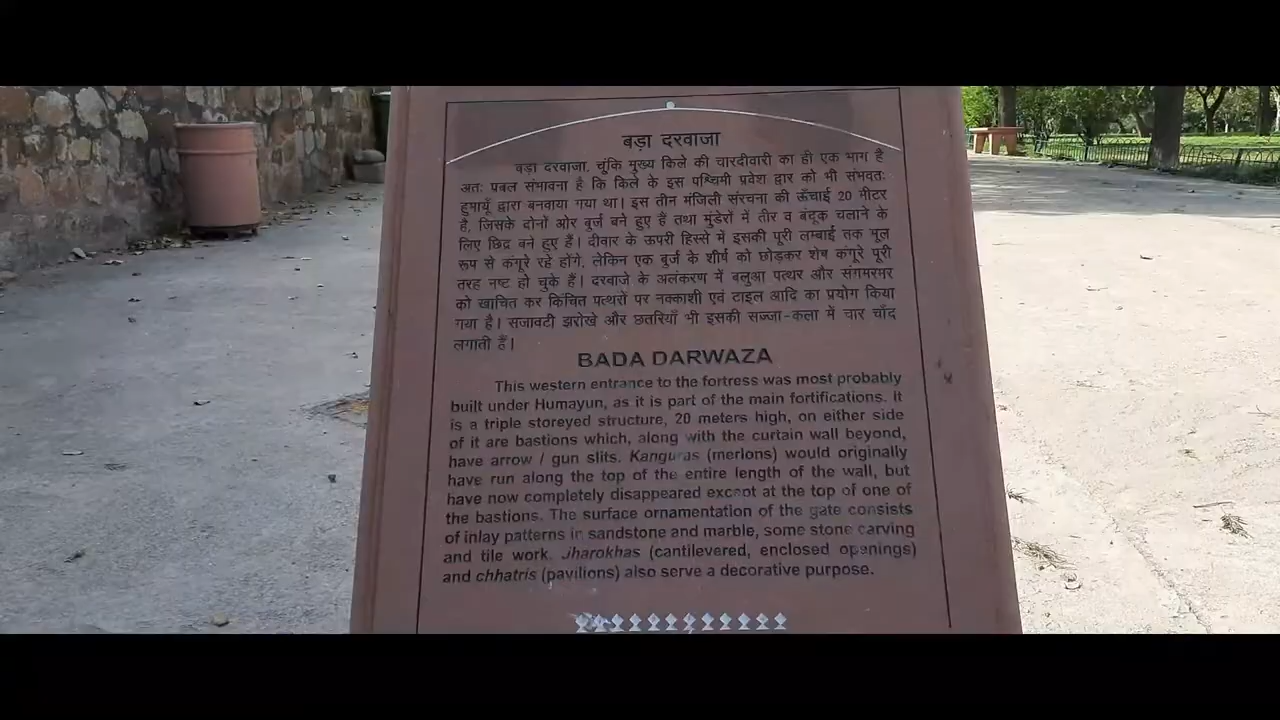 बड़ा दरवाजा
बड़ा दरवाजा, चूंकि मुख्य किले की चारदीवारी का ही एक भाग है
अतः प्रबल संभावना है कि किले के इस पश्चिमी प्रवेश द्वार को भी संभवतः
हुमायूँ द्वारा बनवाया गया था। इस तीन मंजिली संरचना की ऊँचाई 20 मीटर
है, जिसके दोनों ओर बुर्ज बने हुए हैं तथा मुंडेरों में तीर व बंदूक चलाने के
लिए छिद्र बने हुए हैं। दीवार के ऊपरी हिस्से में इसकी पूरी लम्बाई तक मूल
रूप से कंगूरे रहे होंगे, लेकिन एक बुर्ज के शीर्ष को छोड़कर शेष कंगूरे पूरी
तरह नष्ट हो चुके हैं। दरवाजे के अलंकरण में बलुआ पत्थर और संगमरमर
को खाचित कर किंचित पत्थरों पर नक्काशी एवं टाइल आदि का प्रयोग किया
गया है। सजावटी झरोखे और छतरियाँ भी इसकी सज्जा-कला में चार चाँद
लगाती हैं।
BADA DARWAZA
This western entrance to the fortress was most probably
built under Humayun, as it is part of the main fortifications. It
is a triple storeyed structure, 20 meters high, on either side
of it are bastions which, along with the curtain wall beyond,
have arrow / gun slits. Kanguras (merlons) would originally
have run along the top of the entire length of the wall, but
have now completely disappeared except at the top of one of
the bastions. The surface ornamentation of the gate consists
of inlay patterns in sandstone and marble, some stone carving
and tile work. Jharokhas (cantilevered, enclosed openings)
and chhatris (pavilions) also serve a decorative purpose.